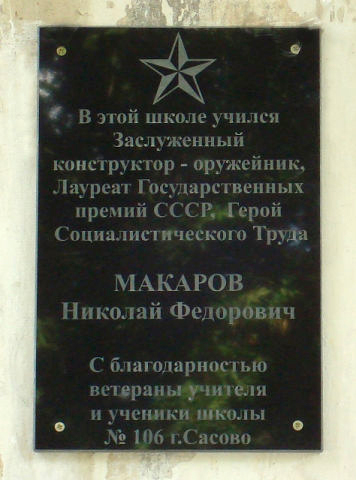 В этой школе учился
Заслуженный
конструктор - оружейник,
Лауреат Государственных
премий СССР, Герой
Социалистического Труда
МАКАРОВ
Николай Федорович
С благодарностью
ветераны учителя
и ученики школы
№ 106 г.Сасово